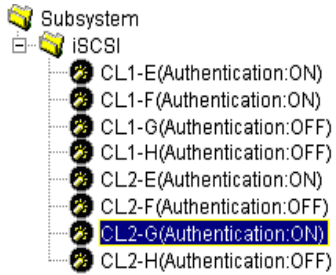 Subsystem
iSCSI
CL1-E(Authentication:ON)
CL1-F(Authentication:ON)
CL1-G(Authentication:OFF)
CL1-H(Authentication:OFF)
CL2-E(Authentication:ON)
CL2-F(Authentication:OFF)
CL2-G(Authentication:ON)
CL2-H(Authentication:OFF)